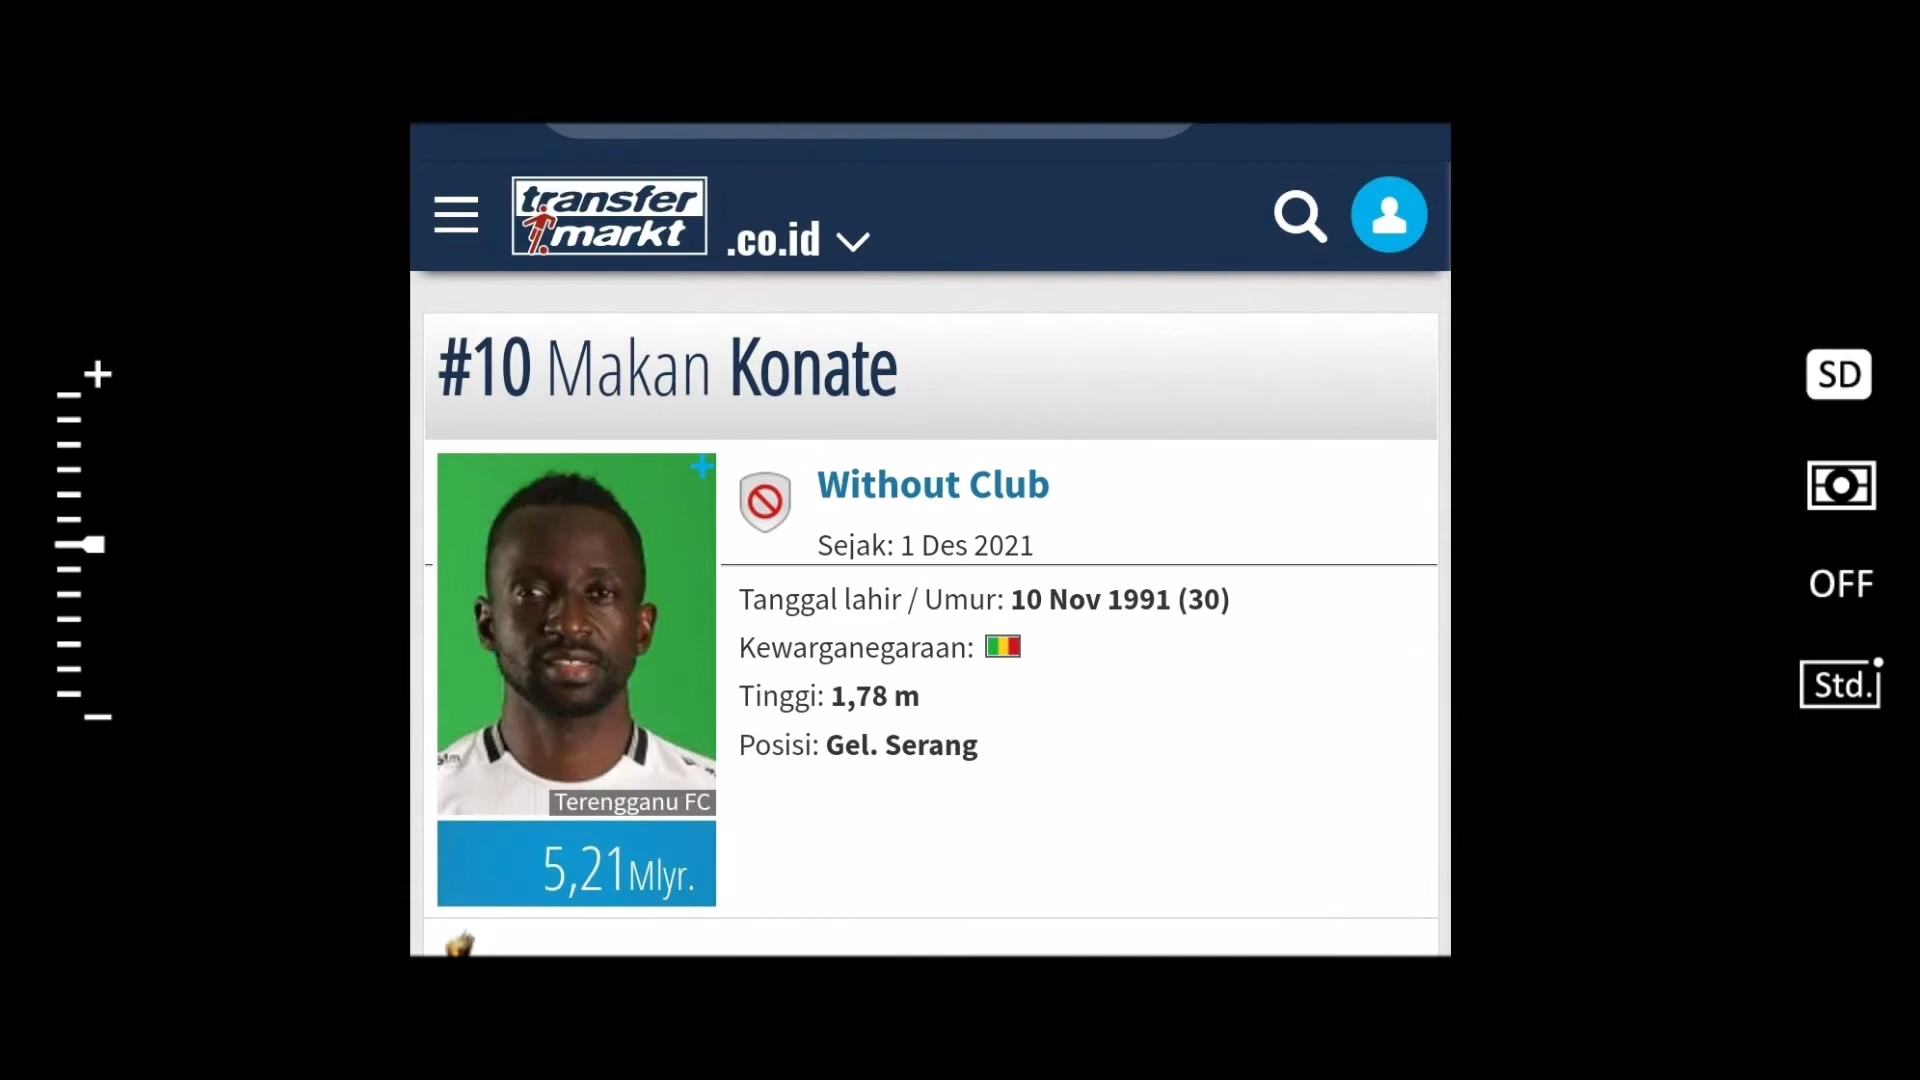 transfer
markt
.co.id
#10 Makan Konate
Without Club
Sejak: 1 Des 2021
Tanggal lahir / Umur: 10 Nov 1991 (30)
Kewarganegaraan:
Tinggi: 1,78 m
Posisi: Gel. Serang
Terengganu FC
5,21 Mlyr.
SD
OFF
Std.